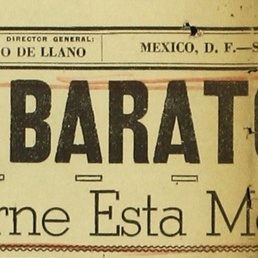 DIRECTOR GENERAL:
O DE LLANO
MEXICO, D. F.—S
BARATO
rne Esta M